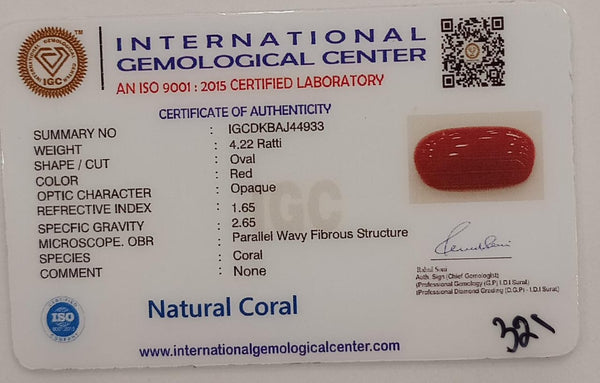 INTERNATIONAL
GEMOLOGICAL CENTER
AN ISO 9001 : 2015 CERTIFIED LABORATORY
IGC
TM
CERTIFICATE OF AUTHENTICITY
SUMMARY NO : IGCDKBAJ44933
WEIGHT : 4.22 Ratti
SHAPE / CUT : Oval
COLOR : Red
OPTIC CHARACTER : Opaque
REFRECTIVE INDEX : 1.65
SPECFIC GRAVITY : 2.65
MICROSCOPE. OBR : Parallel Wavy Fibrous Structure
SPECIES : Coral
COMMENT : None
IGC
Rahul Soni
Auth. Sign (Chief Gemologist)
(Professional Gemology (G.P) I.D.I Surat)
(Professional Diamond Grading (D.G.P) - I.D.I Surat)
ISO
Natural Coral
321
www.internationalgemologicalcenter.com